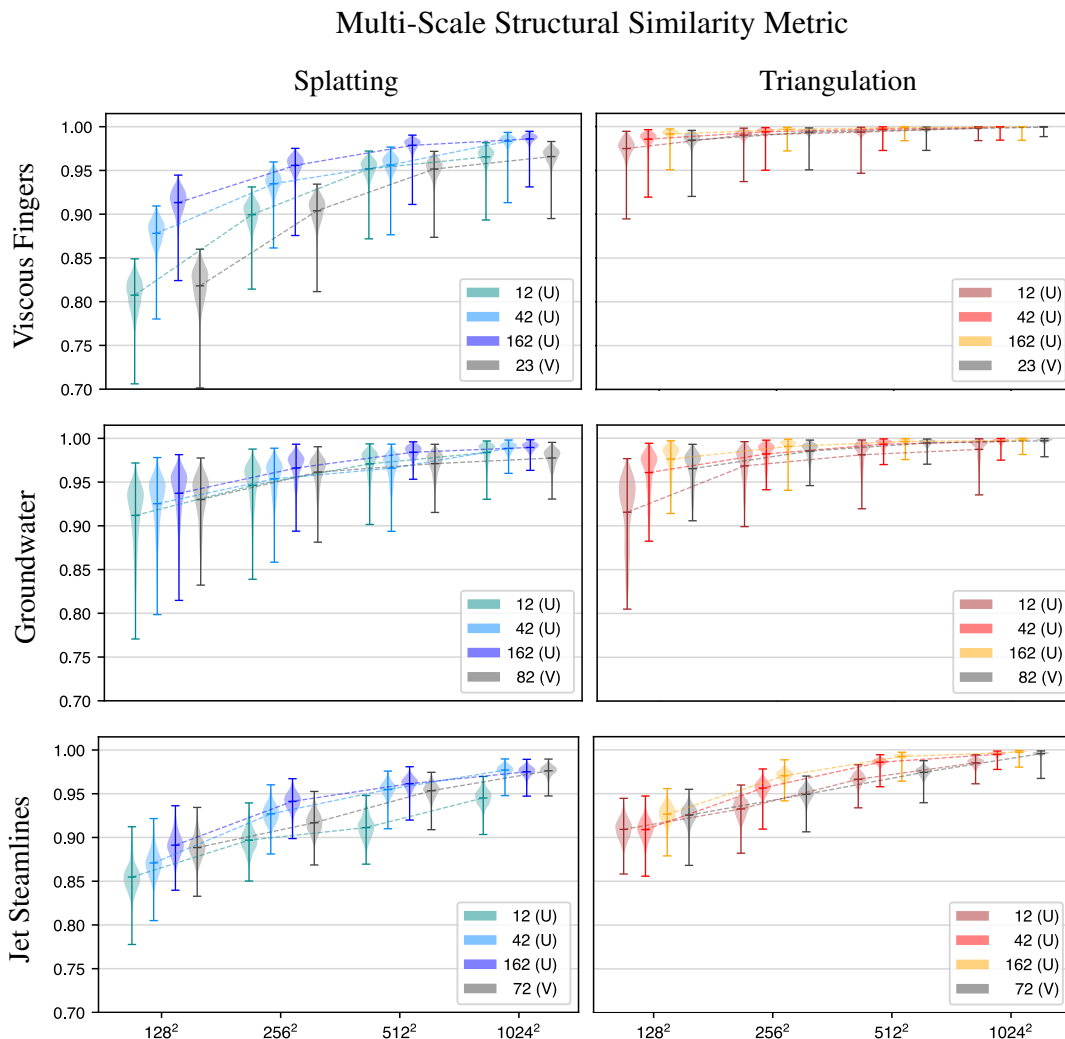 Multi-Scale Structural Similarity Metric
Splatting
Triangulation
Viscous Fingers
1.00
0.95
0.90
0.85
0.80
0.75
0.70
12 (U)
42 (U)
162 (U)
23 (V)
12 (U)
42 (U)
162 (U)
23 (V)
Groundwater
1.00
0.95
0.90
0.85
0.80
0.75
0.70
12 (U)
42 (U)
162 (U)
82 (V)
12 (U)
42 (U)
162 (U)
82 (V)
Jet Steamlines
1.00
0.95
0.90
0.85
0.80
0.75
0.70
12 (U)
42 (U)
162 (U)
72 (V)
12 (U)
42 (U)
162 (U)
72 (V)
128² 256² 512² 1024²
128² 256² 512² 1024²